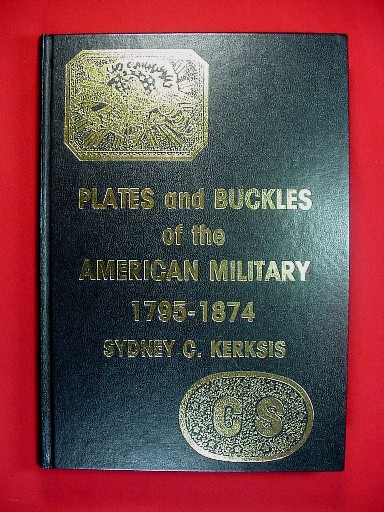 PLATES and BUCKLES
of the
AMERICAN MILITARY
1795-1874
SYDNEY C. KERKSIS
CS